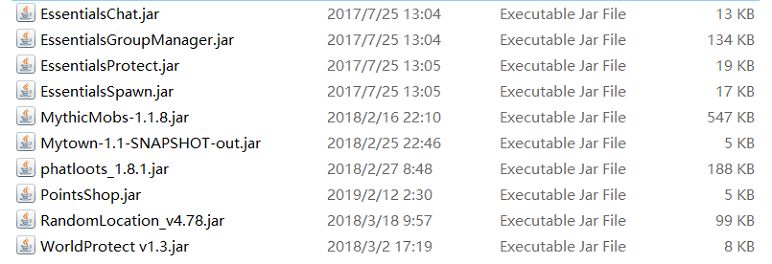 EssentialsChat.jar 2017/7/25 13:04 Executable Jar File 13 KB
EssentialsGroupManager.jar 2017/7/25 13:04 Executable Jar File 134 KB
EssentialsProtect.jar 2017/7/25 13:05 Executable Jar File 19 KB
EssentialsSpawn.jar 2017/7/25 13:05 Executable Jar File 17 KB
MythicMobs-1.1.8.jar 2018/2/16 22:10 Executable Jar File 547 KB
Mytown-1.1-SNAPSHOT-out.jar 2018/2/25 22:46 Executable Jar File 5 KB
phatloots_1.8.1.jar 2018/2/27 8:48 Executable Jar File 188 KB
PointsShop.jar 2019/2/12 2:30 Executable Jar File 5 KB
RandomLocation_v4.78.jar 2018/3/18 9:57 Executable Jar File 99 KB
WorldProtect v1.3.jar 2018/3/2 17:19 Executable Jar File 8 KB